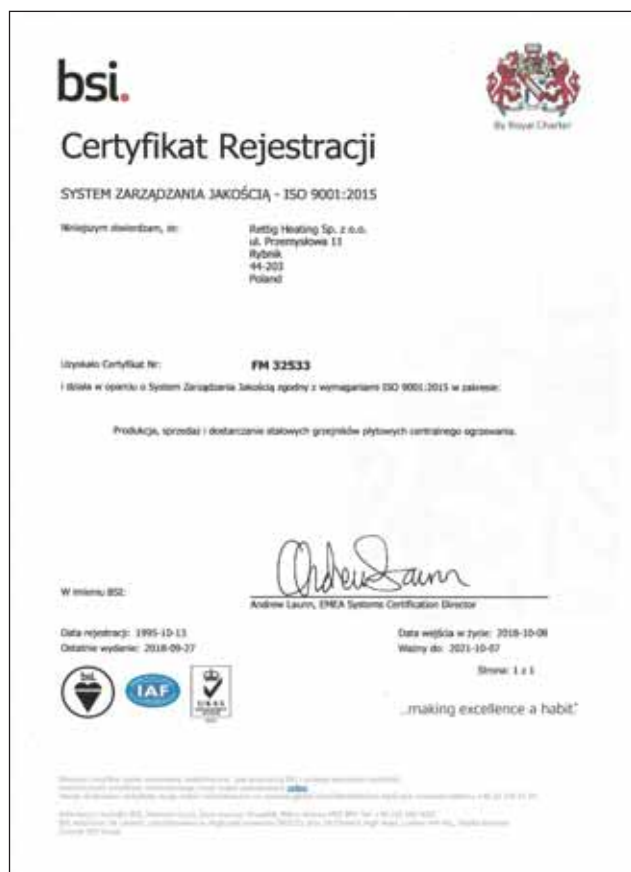 bsi.
By Royal Charter
Certyfikat Rejestracji
SYSTEM ZARZĄDZANIA JAKOŚCIĄ - ISO 9001:2015
Niniejszym stwierdzam, że:
Rettig Heating Sp. z o.o.
ul. Przemysłowa 11
Rybnik
44-203
Poland
Uzyskało Certyfikat Nr:
FM 32533
i działa w oparciu o System Zarządzania Jakością zgodny z wymaganiami ISO 9001:2015 w zakresie:
Produkcja, sprzedaż i dostarczanie stalowych grzejników płytowych centralnego ogrzewania.
W imieniu BSI:
Andrew Launn, EMEA Systems Certification Director
Data rejestracji: 1995-10-13
Ostatnie wydanie: 2018-09-27
Data wejścia w życie: 2018-10-08
Ważny do: 2021-10-07
Strona: 1 z 1
bsi.
IAF
UKAS
...making excellence a habit.